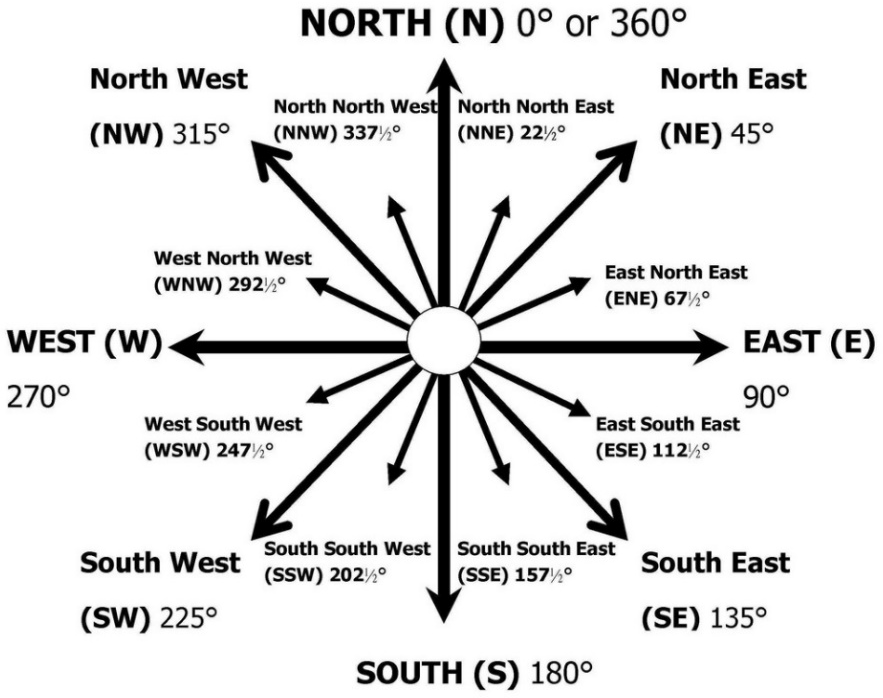 NORTH (N) 0° or 360°
North West
(NW) 315°
North North West
(NNW) 337½°
North North East
(NNE) 22½°
North East
(NE) 45°
West North West
(WNW) 292½°
East North East
(ENE) 67½°
WEST (W)
270°
EAST (E)
90°
West South West
(WSW) 247½°
East South East
(ESE) 112½°
South West
(SW) 225°
South South West
(SSW) 202½°
South South East
(SSE) 157½°
South East
(SE) 135°
SOUTH (S) 180°